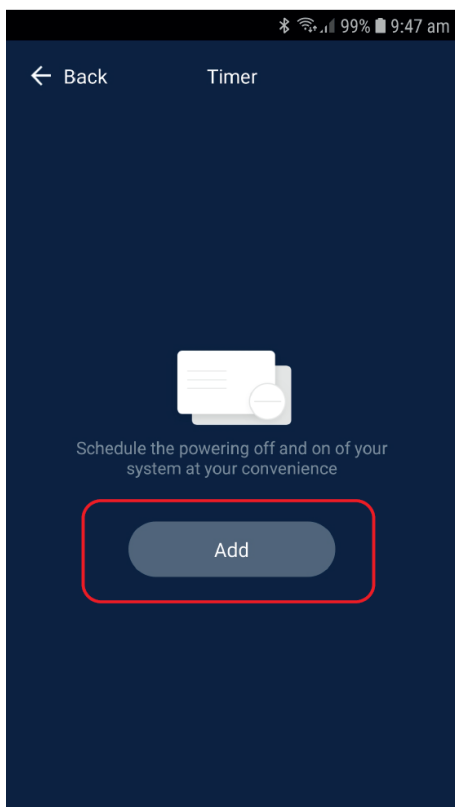 99% 9:47 am
Back Timer
Schedule the powering off and on of your
system at your convenience
Add